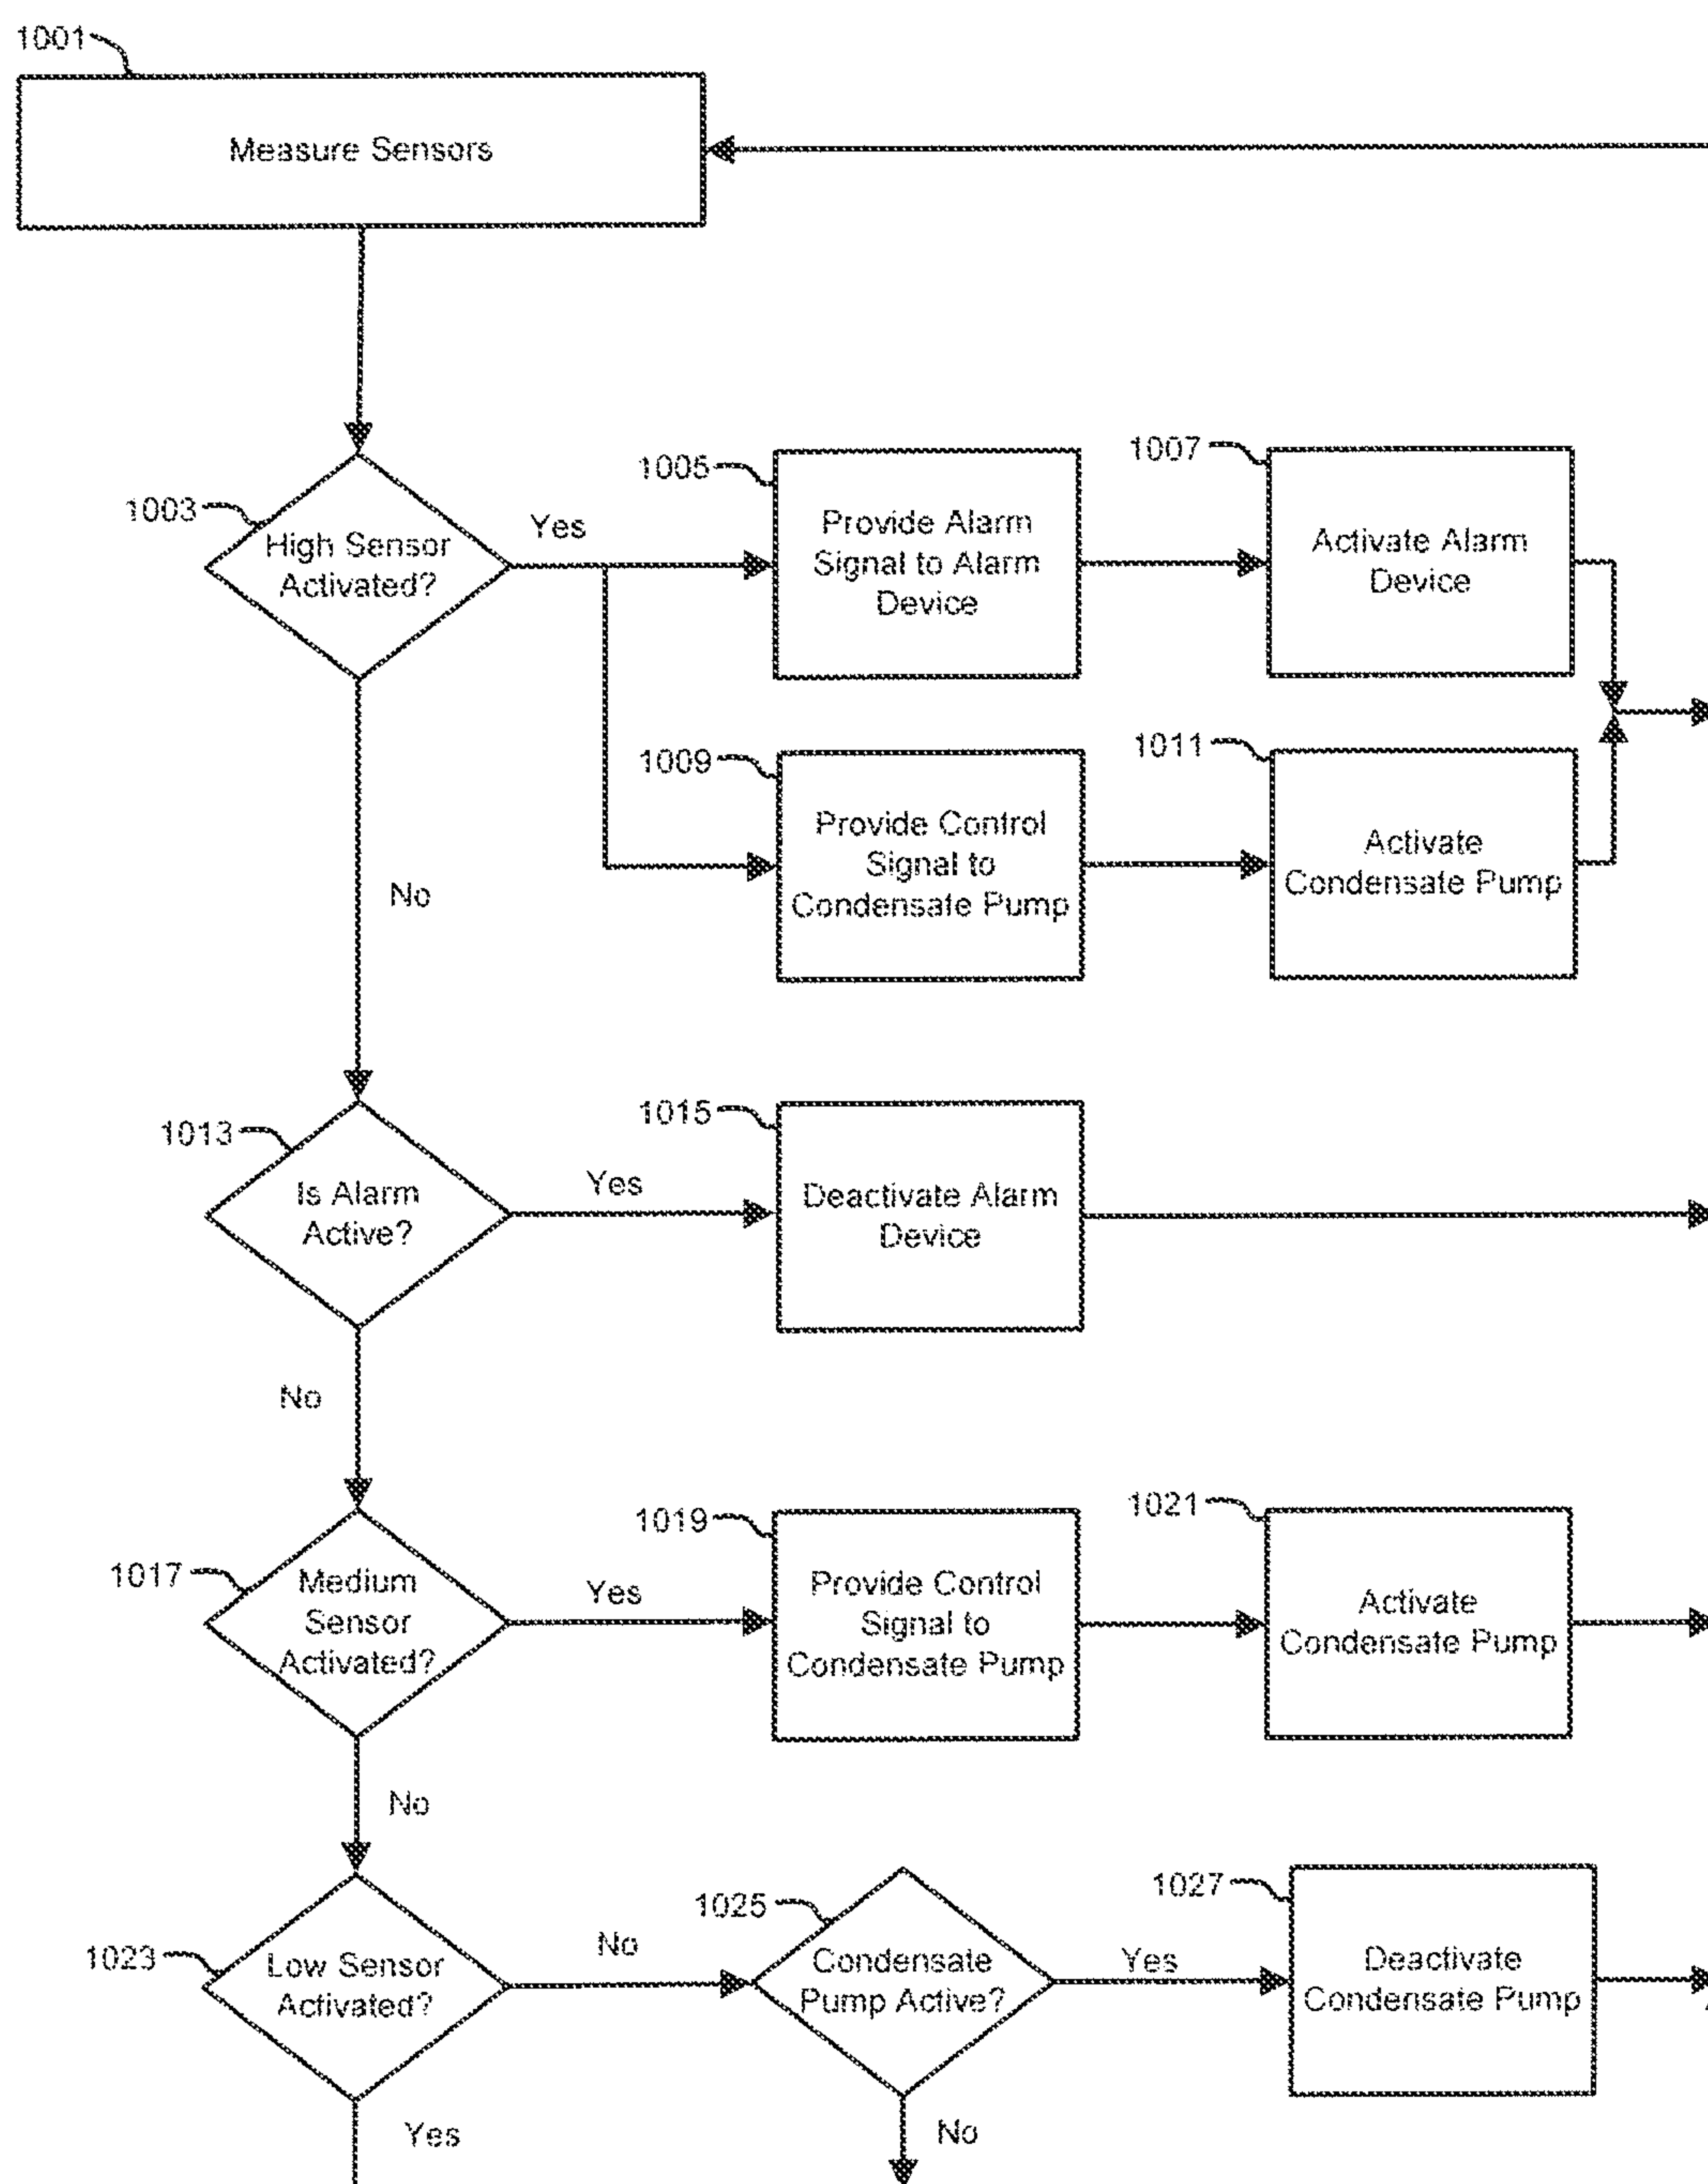 1001
Measure Sensors
1003
High Sensor
Activated?
Yes
1005
Provide Alarm
Signal to Alarm
Device
1007
Activate Alarm
Device
1009
Provide Control
Signal to
Condensate Pump
1011
Activate
Condensate Pump
No
1013
Is Alarm
Active?
Yes
1015
Deactivate Alarm
Device
No
1017
Medium
Sensor
Activated?
Yes
1019
Provide Control
Signal to
Condensate Pump
1021
Activate
Condensate Pump
No
1023
Low Sensor
Activated?
No
1025
Condensate
Pump Active?
Yes
1027
Deactivate
Condensate Pump
Yes
No